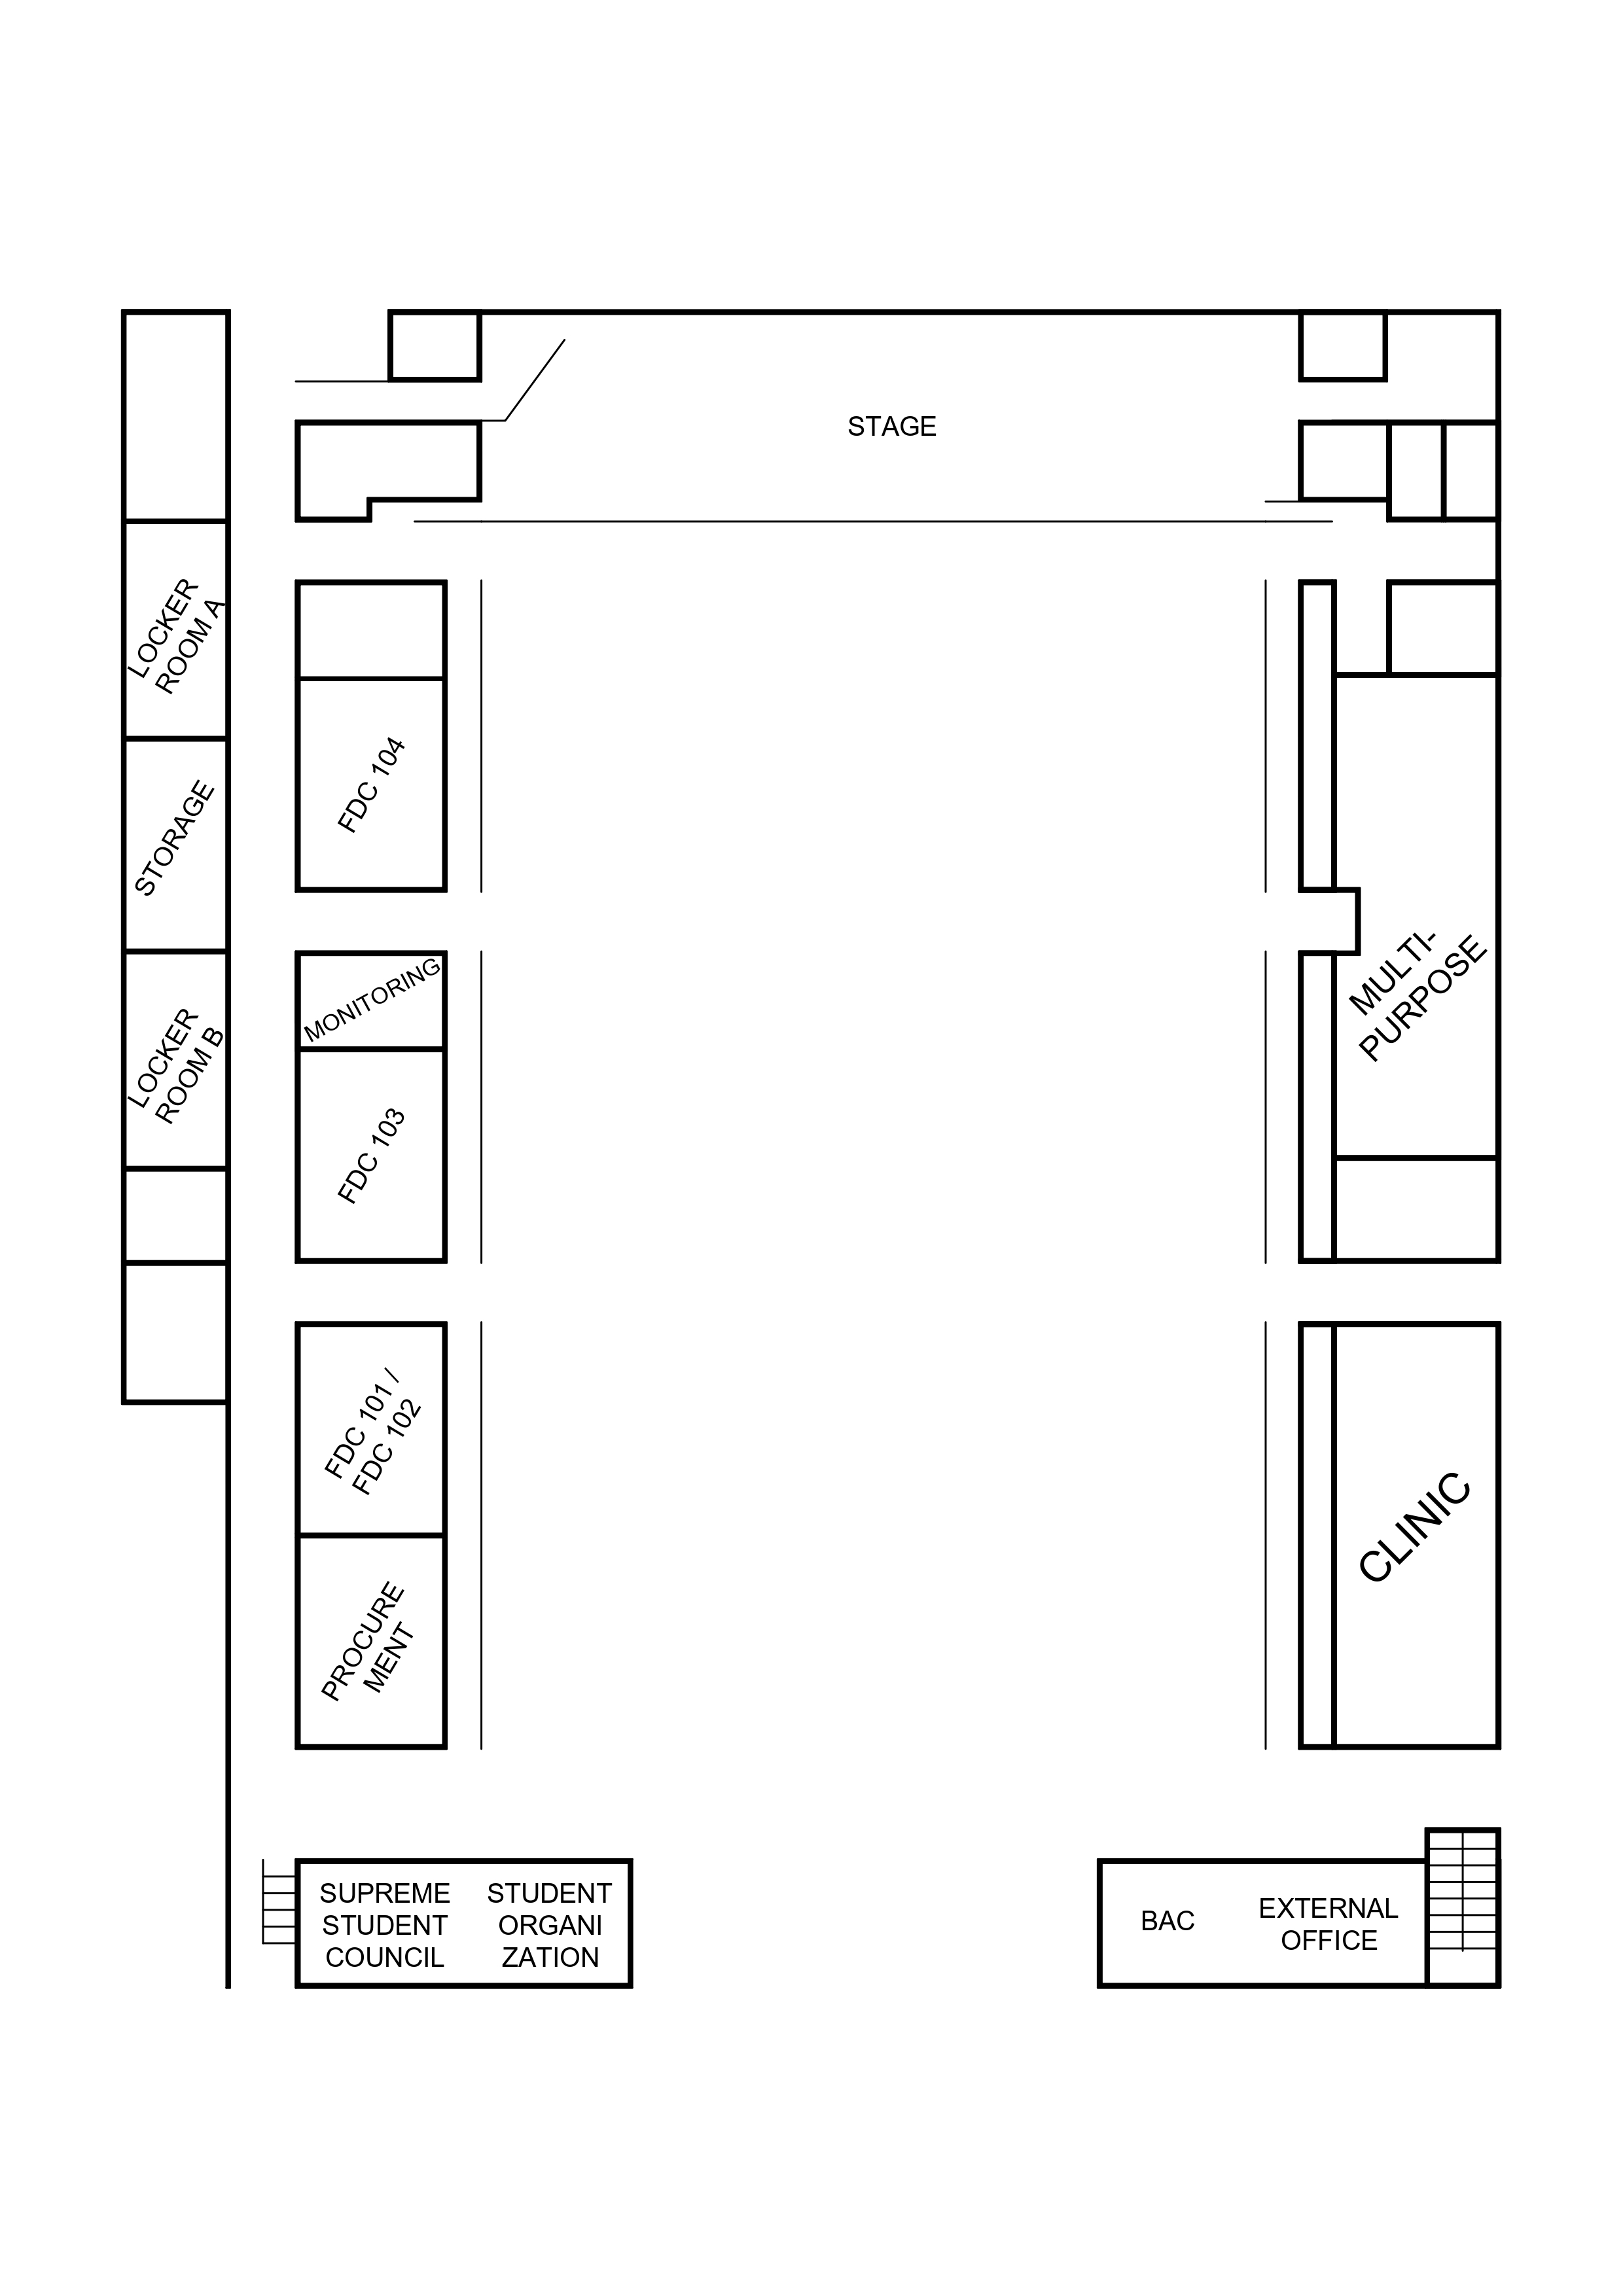 STAGE
LOCKER
ROOM A
FDC 104
STORAGE
MULTI-
PURPOSE
MONITORING
LOCKER
ROOM B
FDC 103
FDC 101 /
FDC 102
CLINIC
PROCURE
MENT
SUPREME
STUDENT
COUNCIL
STUDENT
ORGANI
ZATION
BAC
EXTERNAL
OFFICE